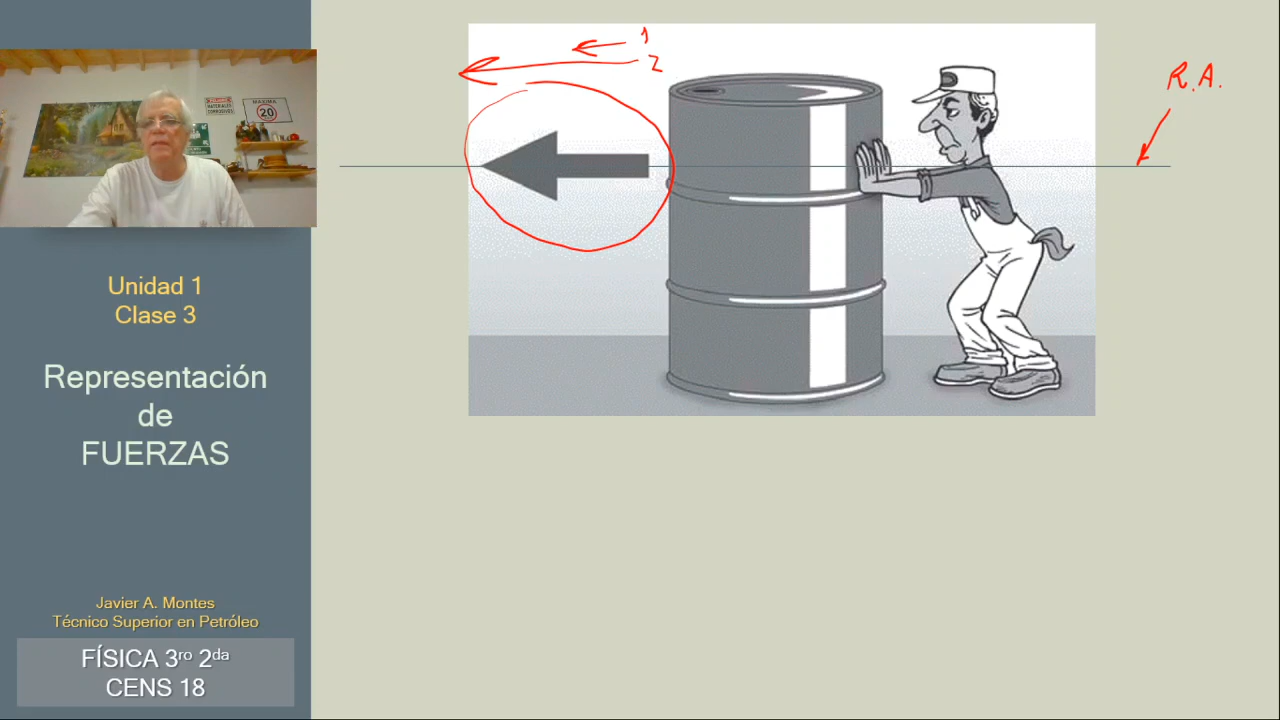 MAXIMA
20
Unidad 1
Clase 3
Representación
de
FUERZAS
Javier A. Montes
Técnico Superior en Petróleo
FÍSICA 3ro 2da
CENS 18
1
2
R.A.